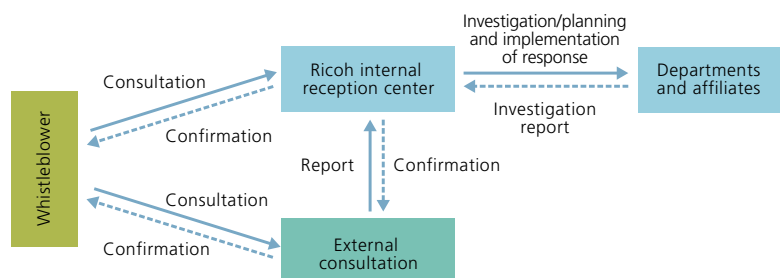 Investigation/planning
and implementation
of response
Consultation
Ricoh internal
reception center
Departments
and affiliates
Whistleblower
Confirmation
Investigation
report
Report
Confirmation
Consultation
Confirmation
External
consultation